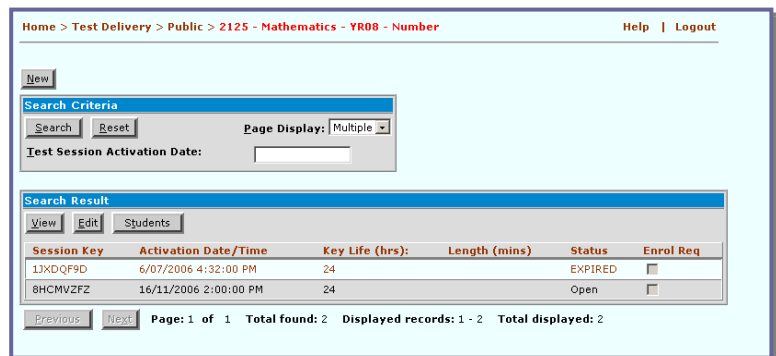 Home > Test Delivery > Public > 2125 - Mathematics - YR08 - Number Help | Logout
New
Search Criteria
Search Reset Page Display: Multiple
Test Session Activation Date:
Search Result
View Edit Students
Session Key Activation Date/Time Key Life (hrs): Length (mins) Status Enrol Req
1JXDQF9D 6/07/2006 4:32:00 PM 24 EXPIRED
8HCMVZFZ 16/11/2006 2:00:00 PM 24 Open
Previous Next Page: 1 of 1 Total found: 2 Displayed records: 1 - 2 Total displayed: 2